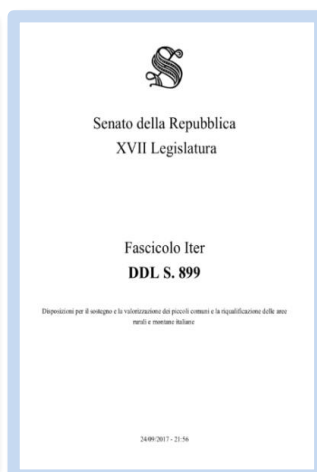 Senato della Repubblica
XVII Legislatura
Fascicolo Iter
DDL S. 899
Disposizioni per il sostegno e la valorizzazione dei piccoli comuni e la riqualificazione delle aree
rurali e montane italiane
24/09/2017 - 21:56